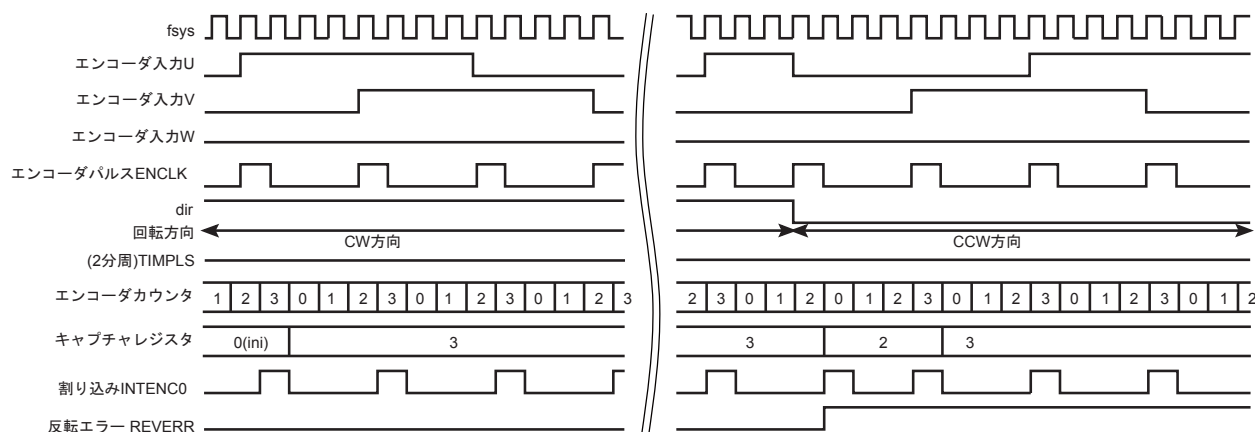 fsys
エンコーダ入力U
エンコーダ入力V
エンコーダ入力W
エンコーダパルスENCLK
dir
回転方向
CW方向
CCW方向
(2分周)TIMPLS
エンコーダカウンタ
1 2 3 0 1 2 3 0 1 2 3 0 1 2 3
2 3 0 1 2 0 1 2 3 0 1 2 3 0 1 2 3 0 1 2
キャプチャレジスタ
0(ini) 3
3 2 3
割り込みINTENC0
反転エラー REVERR